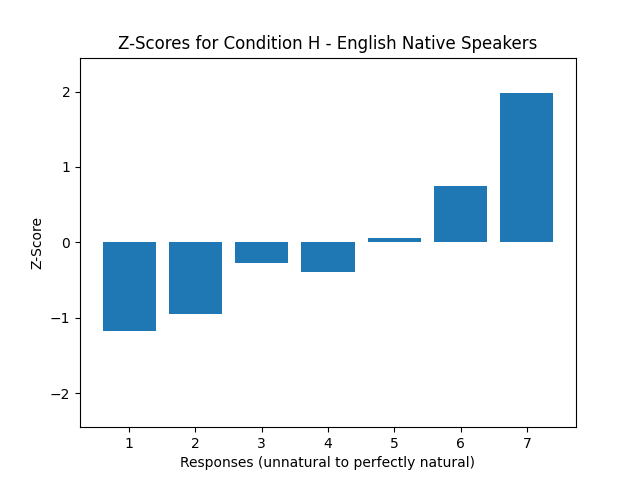 Z-Scores for Condition H - English Native Speakers
2
1
0
−1
−2
Z-Score
1 2 3 4 5 6 7
Responses (unnatural to perfectly natural)